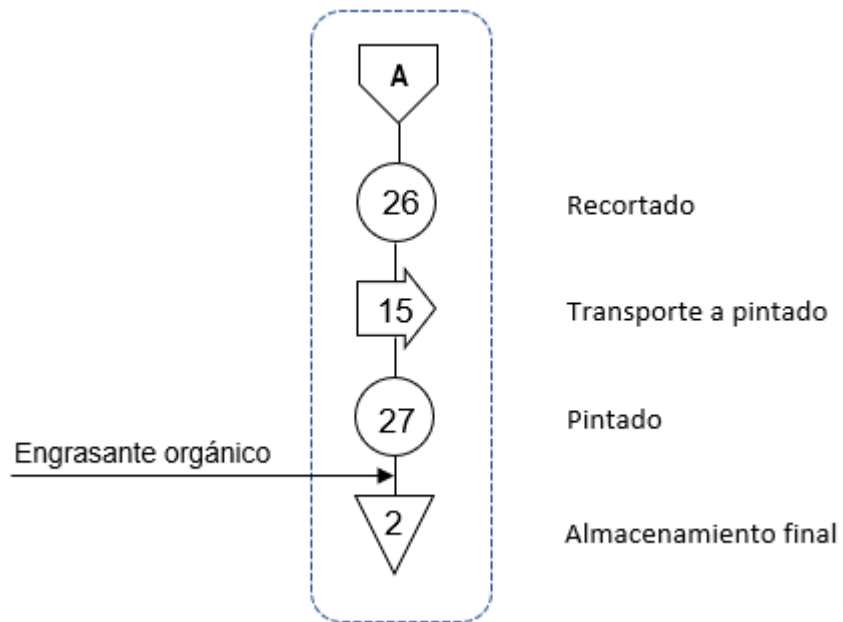 A
26
Recortado
15
Transporte a pintado
27
Pintado
Engrasante orgánico
2
Almacenamiento final